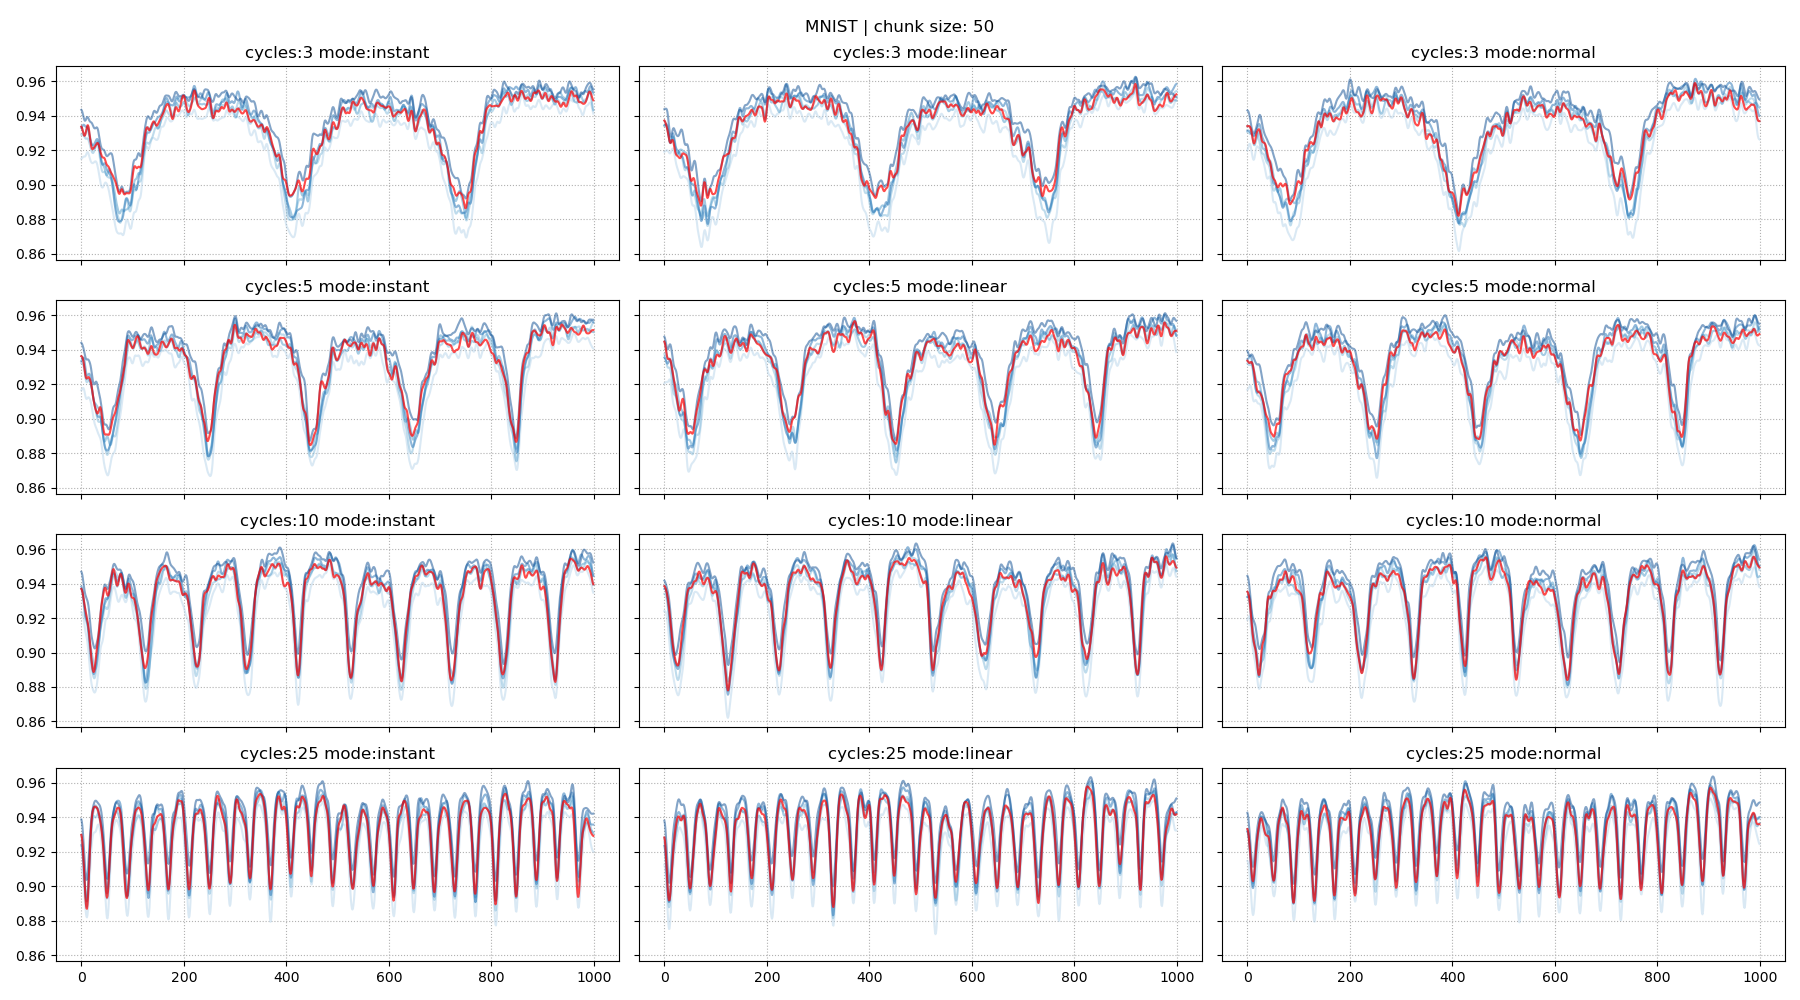 MNIST | chunk size: 50
cycles:3 mode:instant
cycles:3 mode:linear
cycles:3 mode:normal
0.96
0.94
0.92
0.90
0.88
0.86
cycles:5 mode:instant
cycles:5 mode:linear
cycles:5 mode:normal
0.96
0.94
0.92
0.90
0.88
0.86
cycles:10 mode:instant
cycles:10 mode:linear
cycles:10 mode:normal
0.96
0.94
0.92
0.90
0.88
0.86
cycles:25 mode:instant
cycles:25 mode:linear
cycles:25 mode:normal
0.96
0.94
0.92
0.90
0.88
0.86
0 200 400 600 800 1000
0 200 400 600 800 1000
0 200 400 600 800 1000